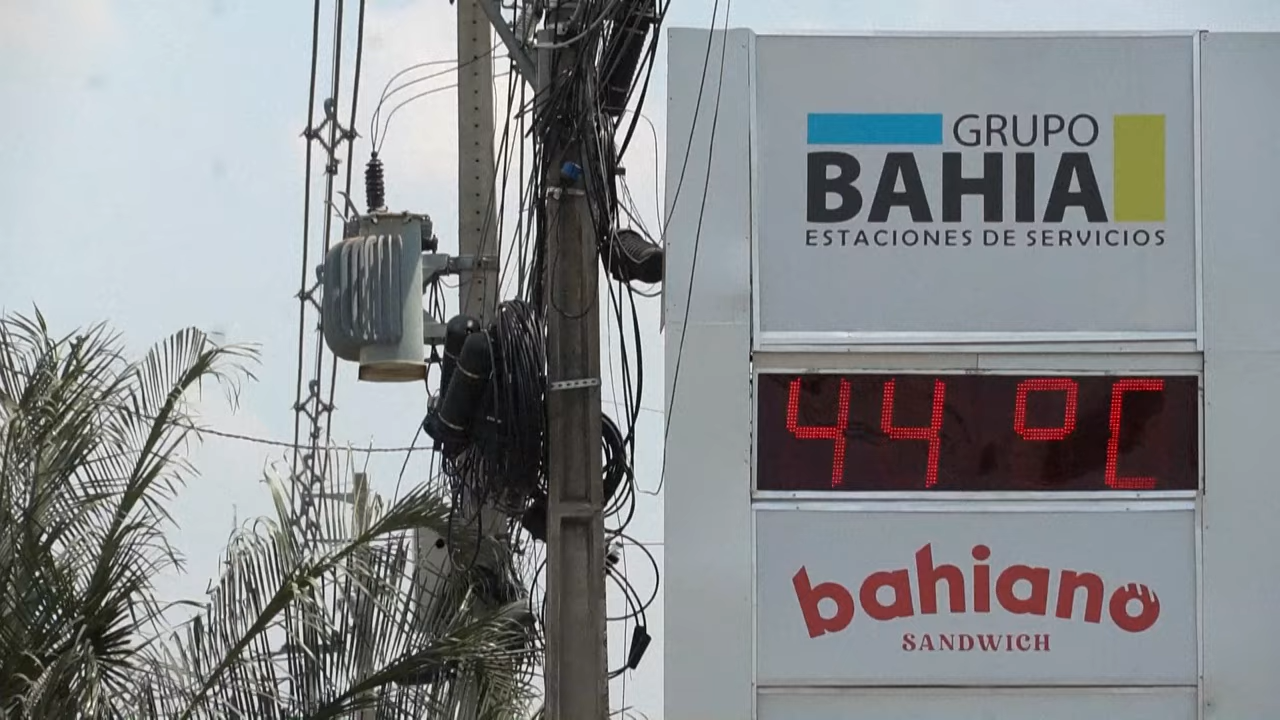 GRUPO
BAHIA
ESTACIONES DE SERVICIOS
44 °C
bahiano
SANDWICH